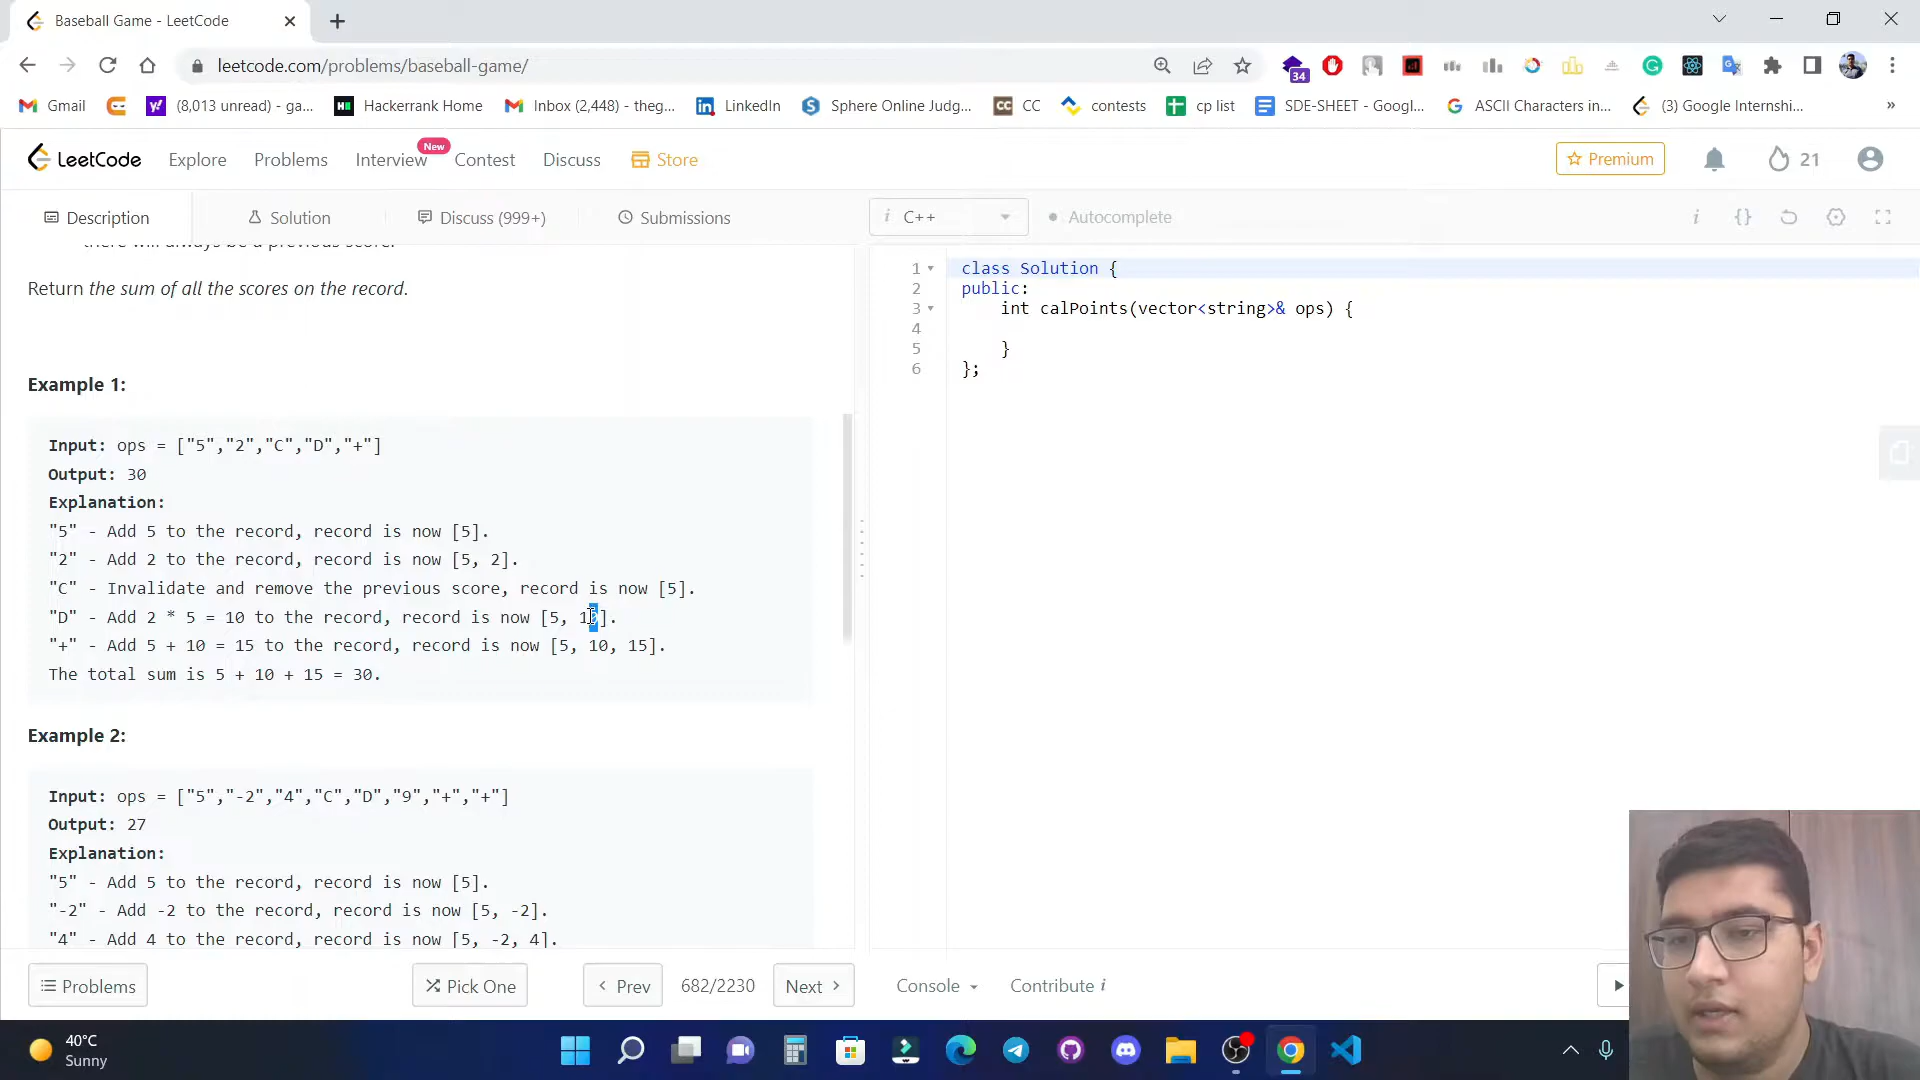 Baseball Game - LeetCode
leetcode.com/problems/baseball-game/
34
Gmail
(8,013 unread) - ga...
Hackerrank Home
Inbox (2,448) - theg...
LinkedIn
Sphere Online Judg...
CC
contests
cp list
SDE-SHEET - Googl...
ASCII Characters in...
(3) Google Internshi...
»
LeetCode
Explore
Problems
Interview
New
Contest
Discuss
Store
Premium
21
Description
Solution
Discuss (999+)
Submissions
i C++
Autocomplete
there will always be a previous score.
Return the sum of all the scores on the record.
Example 1:
Input: ops = ["5","2","C","D","+"]
Output: 30
Explanation:
"5" - Add 5 to the record, record is now [5].
"2" - Add 2 to the record, record is now [5, 2].
"C" - Invalidate and remove the previous score, record is now [5].
"D" - Add 2 * 5 = 10 to the record, record is now [5, 10].
"+" - Add 5 + 10 = 15 to the record, record is now [5, 10, 15].
The total sum is 5 + 10 + 15 = 30.
Example 2:
Input: ops = ["5","-2","4","C","D","9","+","+"]
Output: 27
Explanation:
"5" - Add 5 to the record, record is now [5].
"-2" - Add -2 to the record, record is now [5, -2].
"4" - Add 4 to the record, record is now [5, -2, 4].
1 class Solution {
2 public:
3 int calPoints(vector<string>& ops) {
4
5 }
6 };
Problems
Pick One
Prev
682/2230
Next
Console
Contribute i
40°C
Sunny